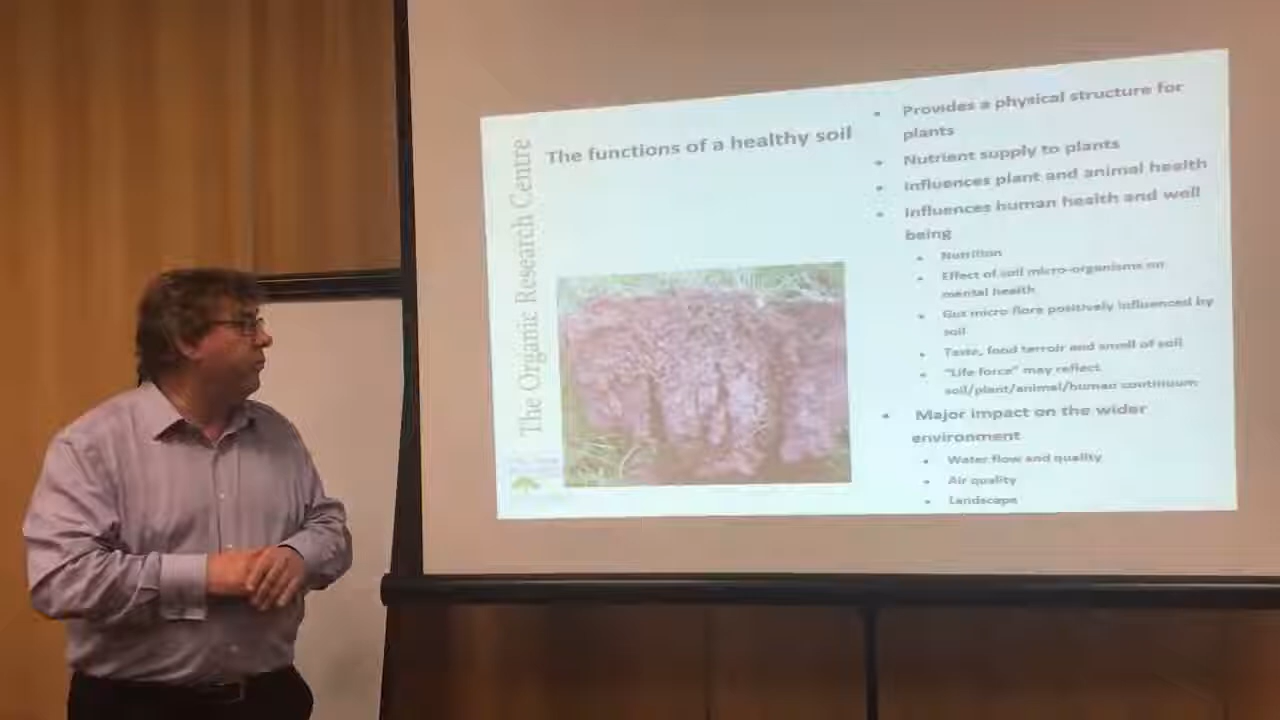 The Organic Research Centre
The functions of a healthy soil
• Provides a physical structure for
plants
• Nutrient supply to plants
• Influences plant and animal health
• Influences human health and well
being
• Nutrition
• Effect of soil micro-organisms on
mental health
• Gut micro flora positively influenced by
soil
• Taste, food terroir and smell of soil
• "Life force" may reflect
soil/plant/animal/human continuum
• Major impact on the wider
environment
• Water flow and quality
• Air quality
• Landscape